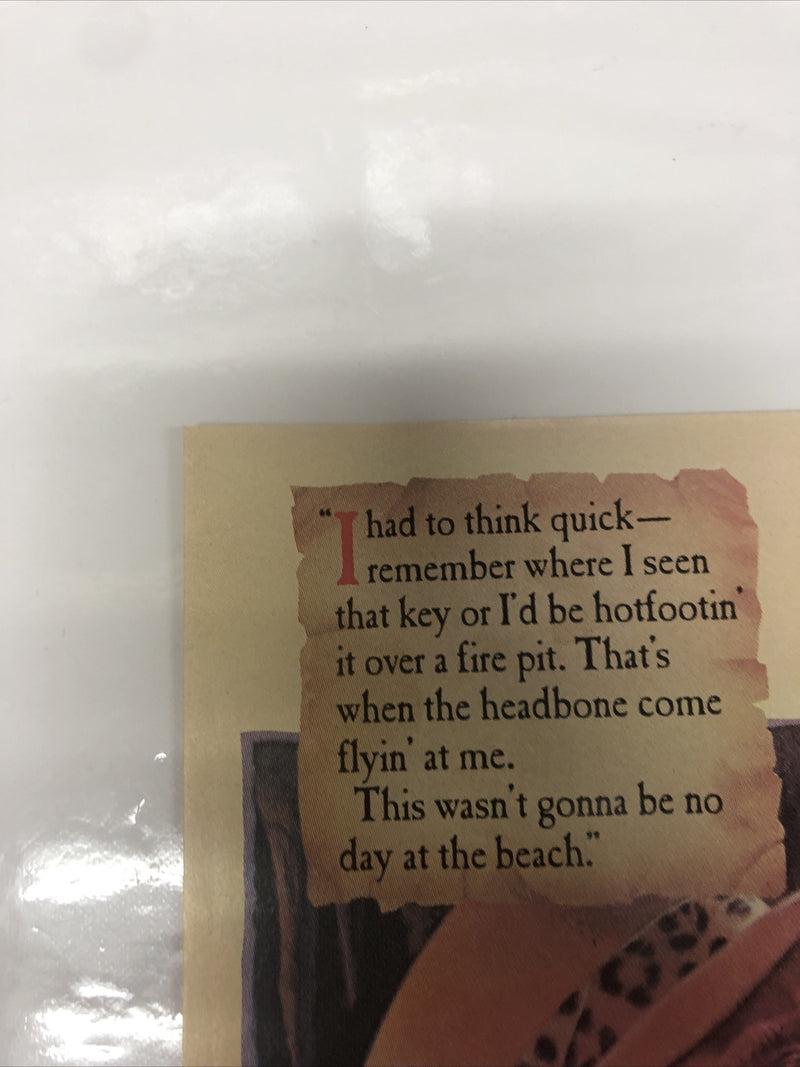 “I had to think quick—
remember where I seen
that key or I'd be hotfootin'
it over a fire pit. That's
when the headbone come
flyin' at me.
This wasn't gonna be no
day at the beach.”